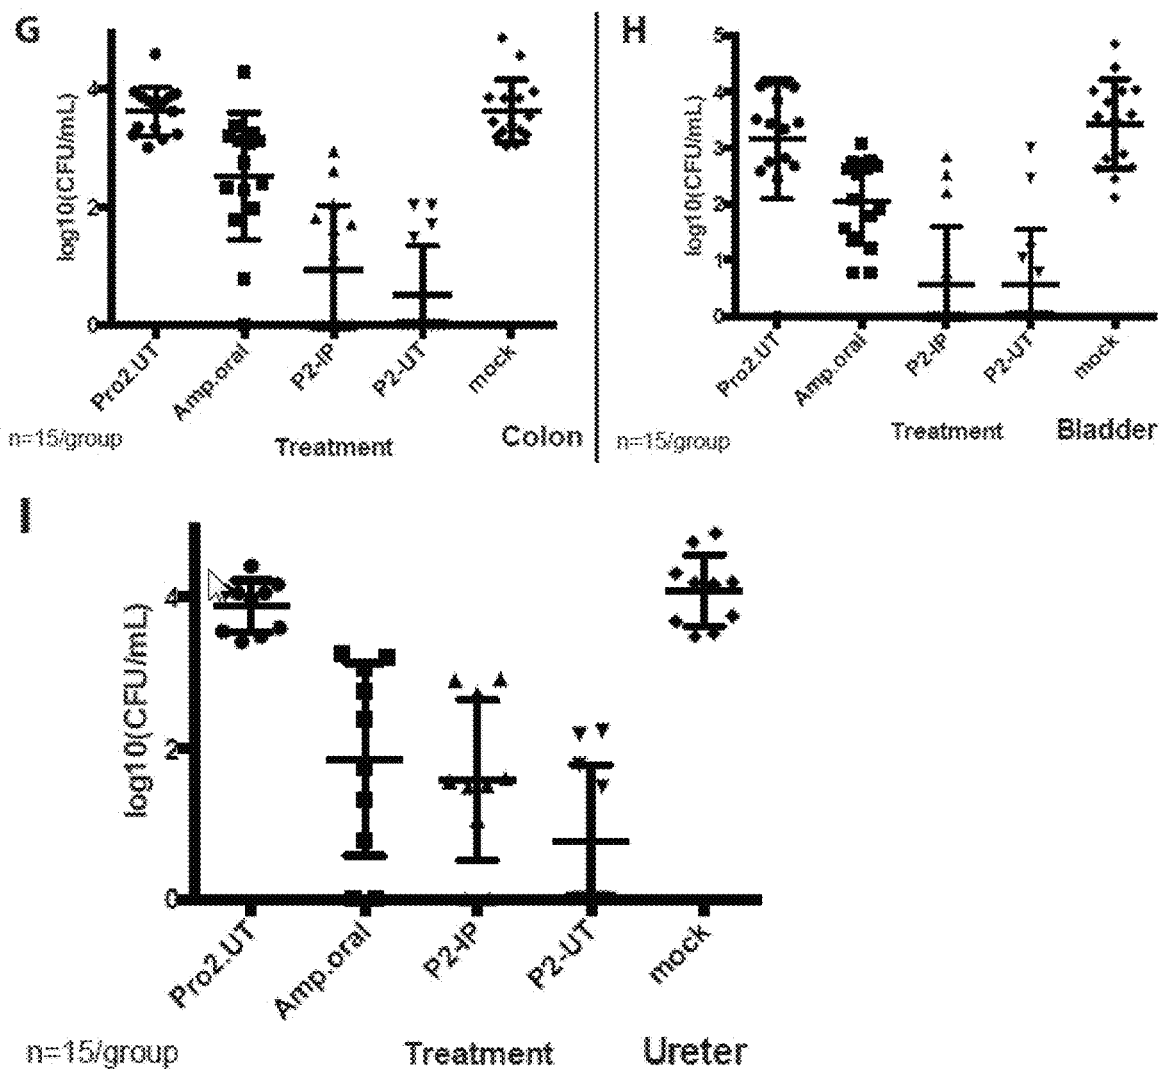 G
log10(CFU/mL)
4
2
0
Pro2.UT
Amp.oral
P2-IP
P2-UT
mock
n=15/group
Treatment
Colon
H
log10(CFU/mL)
5
4
3
2
1
0
Pro2.UT
Amp.oral
P2-IP
P2-UT
mock
n=15/group
Treatment
Bladder
I
log10(CFU/mL)
4
2
0
Pro2.UT
Amp.oral
P2-IP
P2-UT
mock
n=15/group
Treatment
Ureter